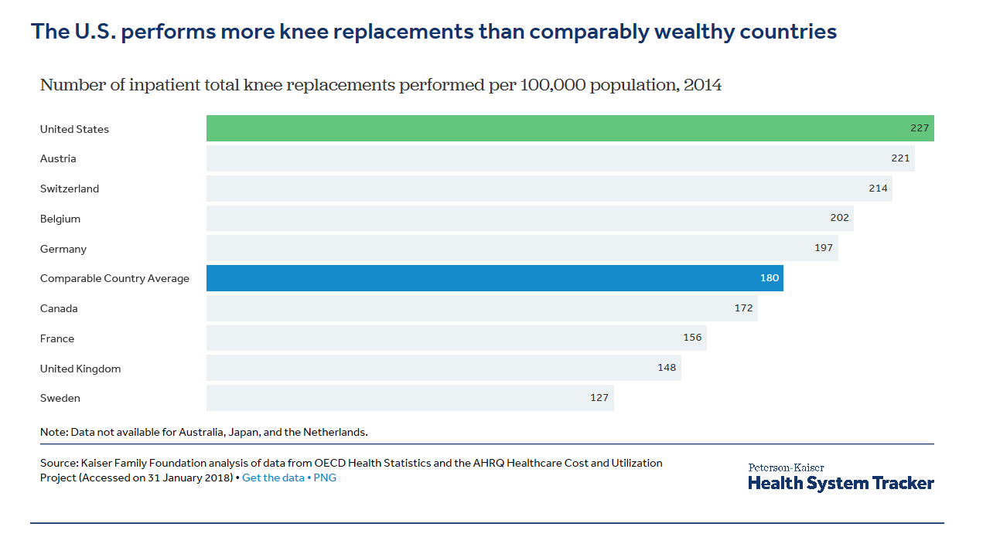 The U.S. performs more knee replacements than comparably wealthy countries
Number of inpatient total knee replacements performed per 100,000 population, 2014
United States 227
Austria 221
Switzerland 214
Belgium 202
Germany 197
Comparable Country Average 180
Canada 172
France 156
United Kingdom 148
Sweden 127
Note: Data not available for Australia, Japan, and the Netherlands.
Source: Kaiser Family Foundation analysis of data from OECD Health Statistics and the AHRQ Healthcare Cost and Utilization
Project (Accessed on 31 January 2018) • Get the data • PNG
Peterson-Kaiser
Health System Tracker